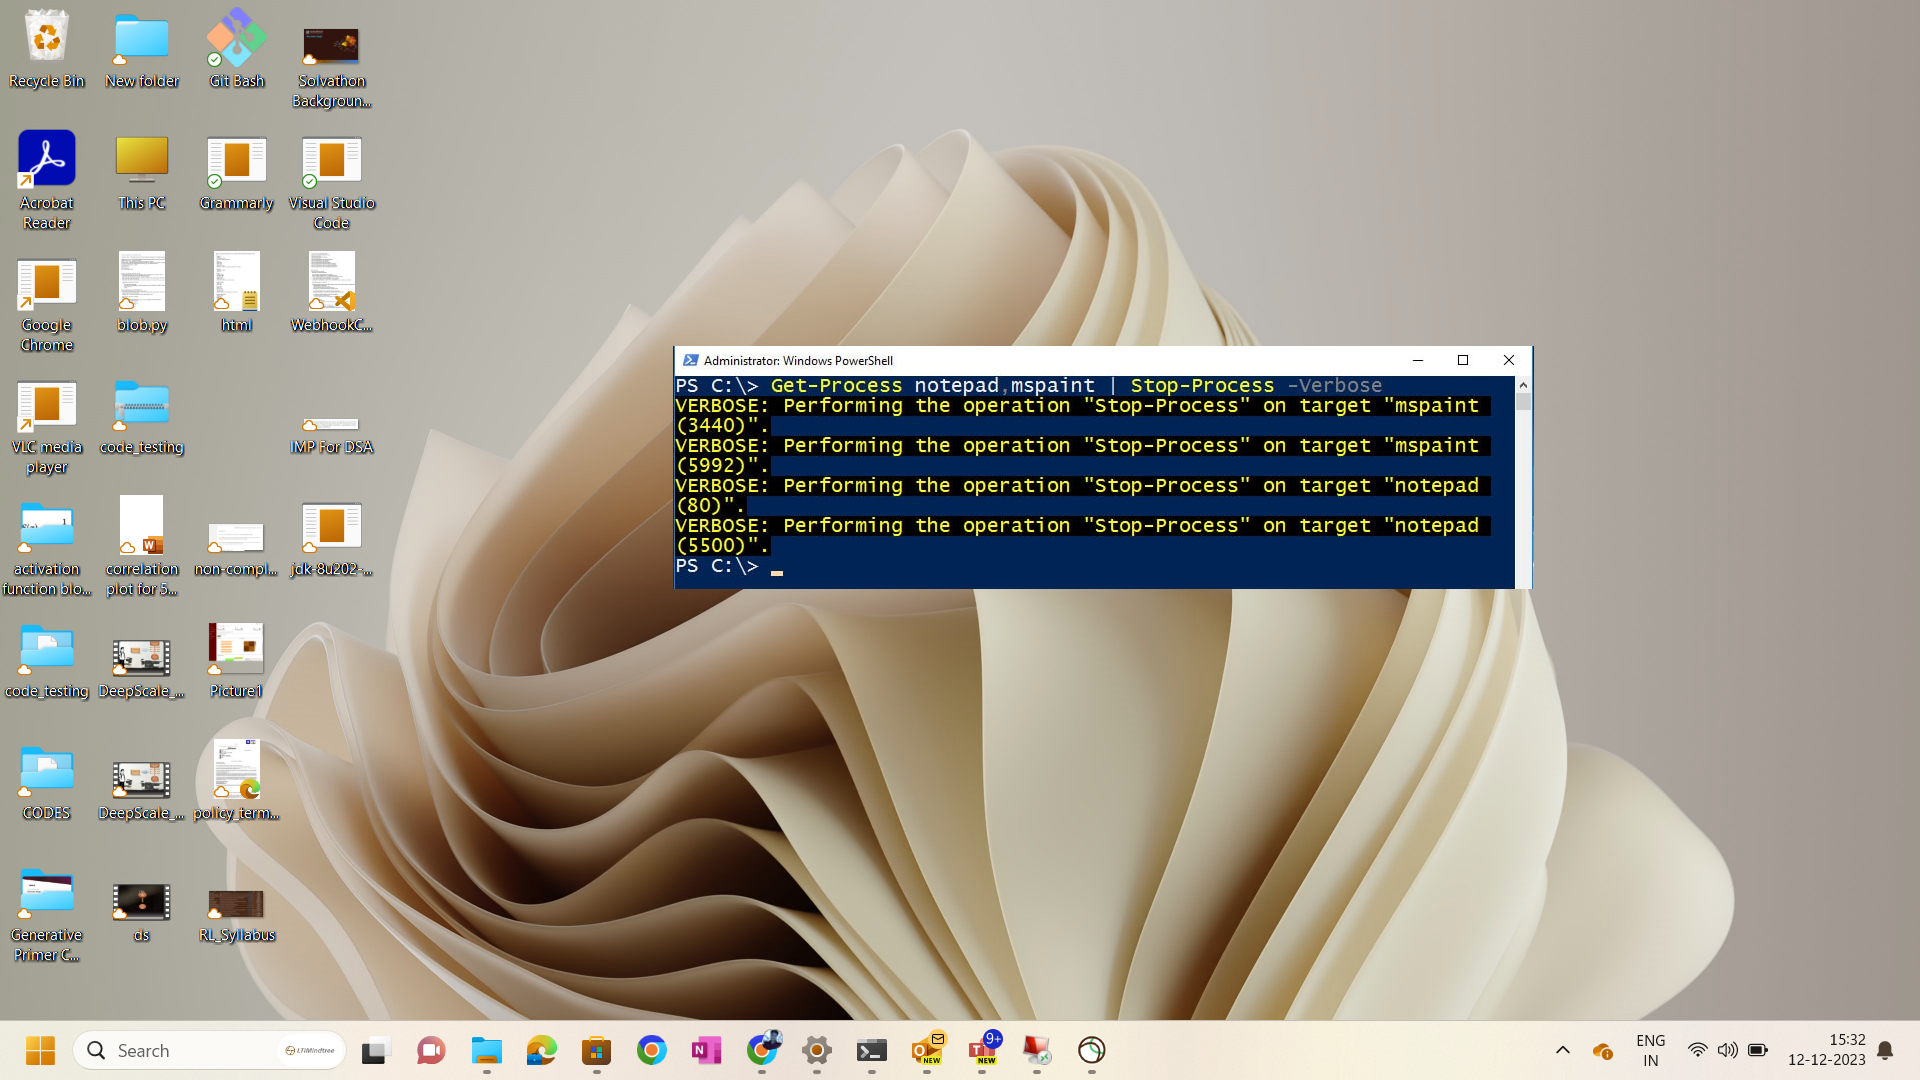 Recycle Bin
New folder
Git Bash
Solvathon
Backgroun...
Acrobat
Reader
This PC
Grammarly
Visual Studio
Code
Google
Chrome
blob.py
html
WebhookC...
VLC media
player
code_testing
IMP For DSA
activation
function blo...
correlation
plot for 5...
non-compl...
jdk-8u202-...
code_testing
DeepScale_...
Picture1
CODES
DeepScale_...
policy_term...
Generative
Primer C...
ds
RL_Syllabus
Administrator: Windows PowerShell
PS C:\> Get-Process notepad,mspaint | Stop-Process -Verbose
VERBOSE: Performing the operation "Stop-Process" on target "mspaint
(3440)".
VERBOSE: Performing the operation "Stop-Process" on target "mspaint
(5992)".
VERBOSE: Performing the operation "Stop-Process" on target "notepad
(80)".
VERBOSE: Performing the operation "Stop-Process" on target "notepad
(5500)".
PS C:\>
Search
LTIMindtree
NEW
9+
NEW
ENG
IN
15:32
12-12-2023